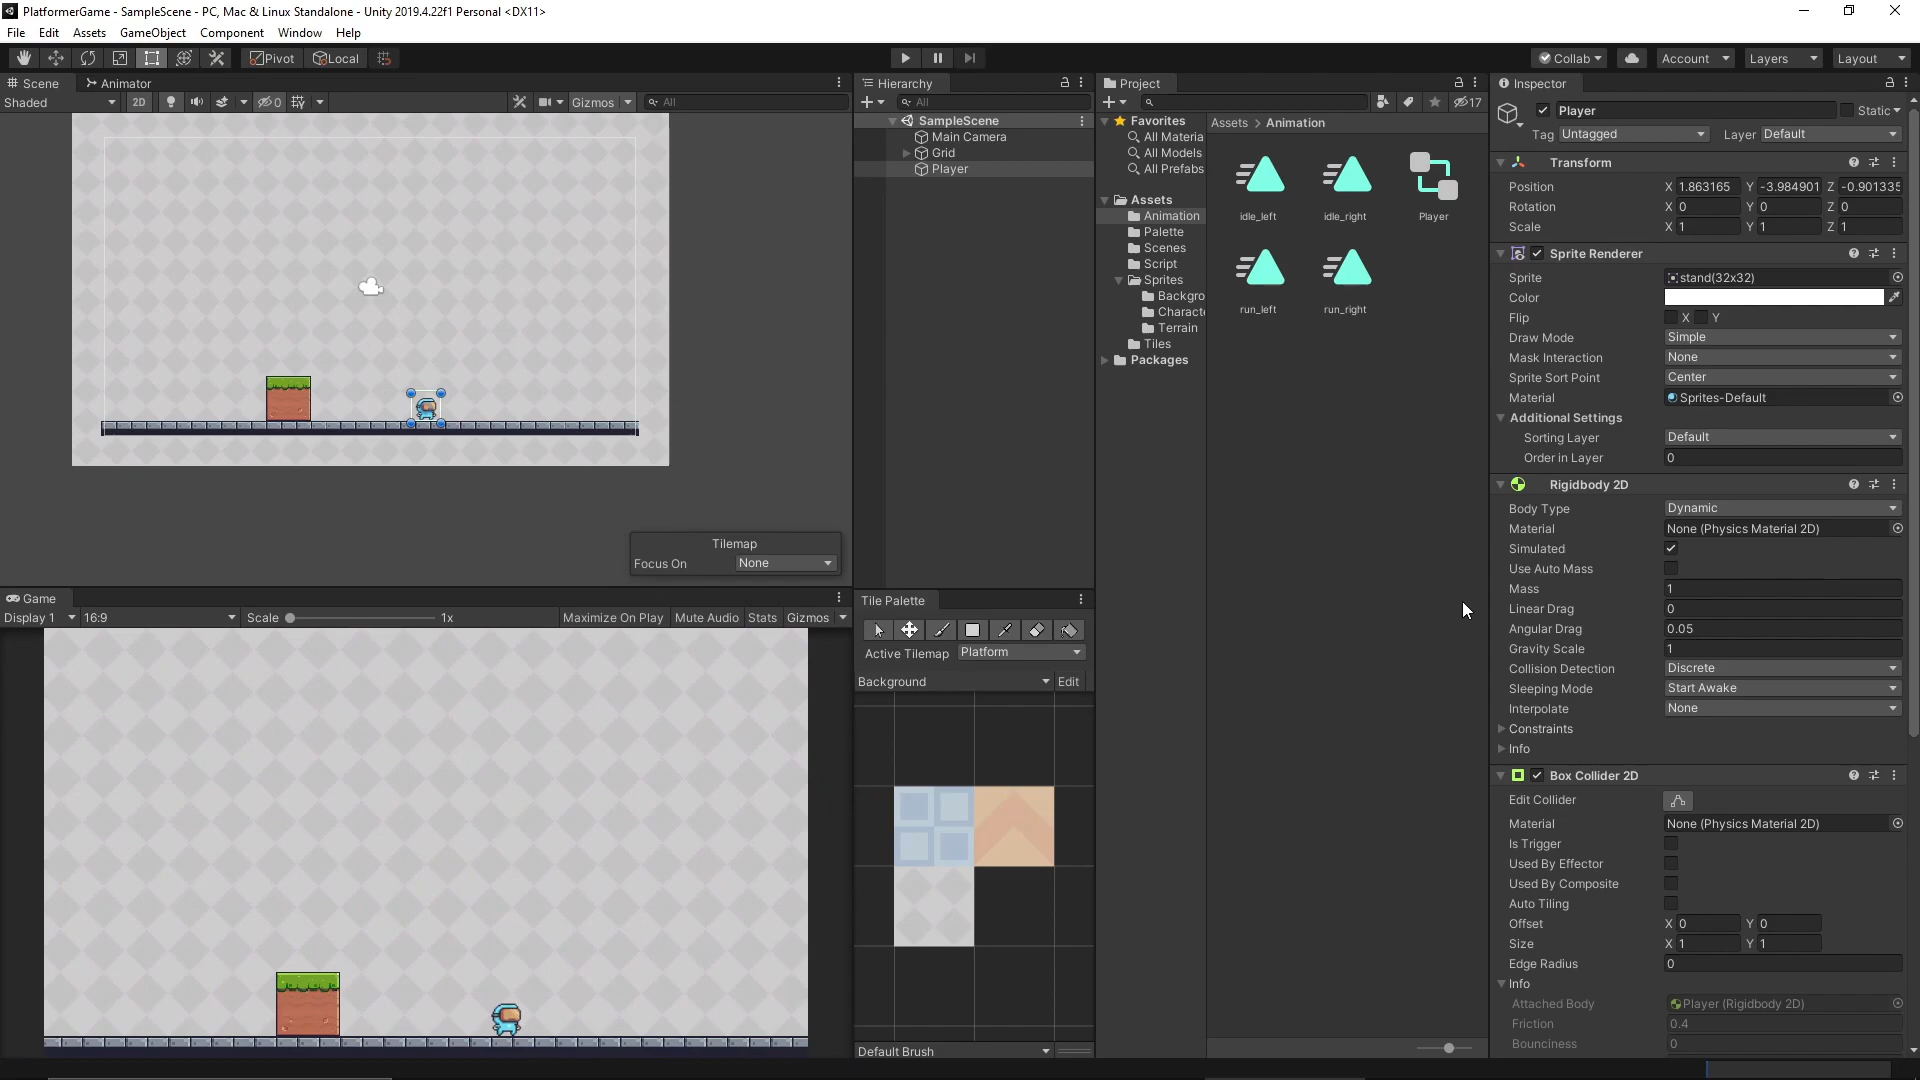 PlatformerGame - SampleScene - PC, Mac & Linux Standalone - Unity 2019.4.22f1 Personal <DX11>
File Edit Assets GameObject Component Window Help
Pivot Local Collab Account Layers Layout
Scene Animator
Shaded 2D 0 Gizmos All
Tilemap
Focus On None
Game
Display 1 16:9 Scale 1x Maximize On Play Mute Audio Stats Gizmos
Hierarchy
All
SampleScene
Main Camera
Grid
Player
Tile Palette
Active Tilemap Platform
Background Edit
Default Brush
Project
17
Favorites
All Materia
All Models
All Prefabs
Assets
Animation
Palette
Scenes
Script
Sprites
Backgro
Characte
Terrain
Tiles
Packages
Assets > Animation
idle_left idle_right Player
run_left run_right
Inspector
Player Static
Tag Untagged Layer Default
Transform
Position X 1.863165 Y -3.984901 Z -0.901335
Rotation X 0 Y 0 Z 0
Scale X 1 Y 1 Z 1
Sprite Renderer
Sprite stand(32x32)
Color
Flip X Y
Draw Mode Simple
Mask Interaction None
Sprite Sort Point Center
Material Sprites-Default
Additional Settings
Sorting Layer Default
Order in Layer 0
Rigidbody 2D
Body Type Dynamic
Material None (Physics Material 2D)
Simulated
Use Auto Mass
Mass 1
Linear Drag 0
Angular Drag 0.05
Gravity Scale 1
Collision Detection Discrete
Sleeping Mode Start Awake
Interpolate None
Constraints
Info
Box Collider 2D
Edit Collider
Material None (Physics Material 2D)
Is Trigger
Used By Effector
Used By Composite
Auto Tiling
Offset X 0 Y 0
Size X 1 Y 1
Edge Radius 0
Info
Attached Body Player (Rigidbody 2D)
Friction 0.4
Bounciness 0